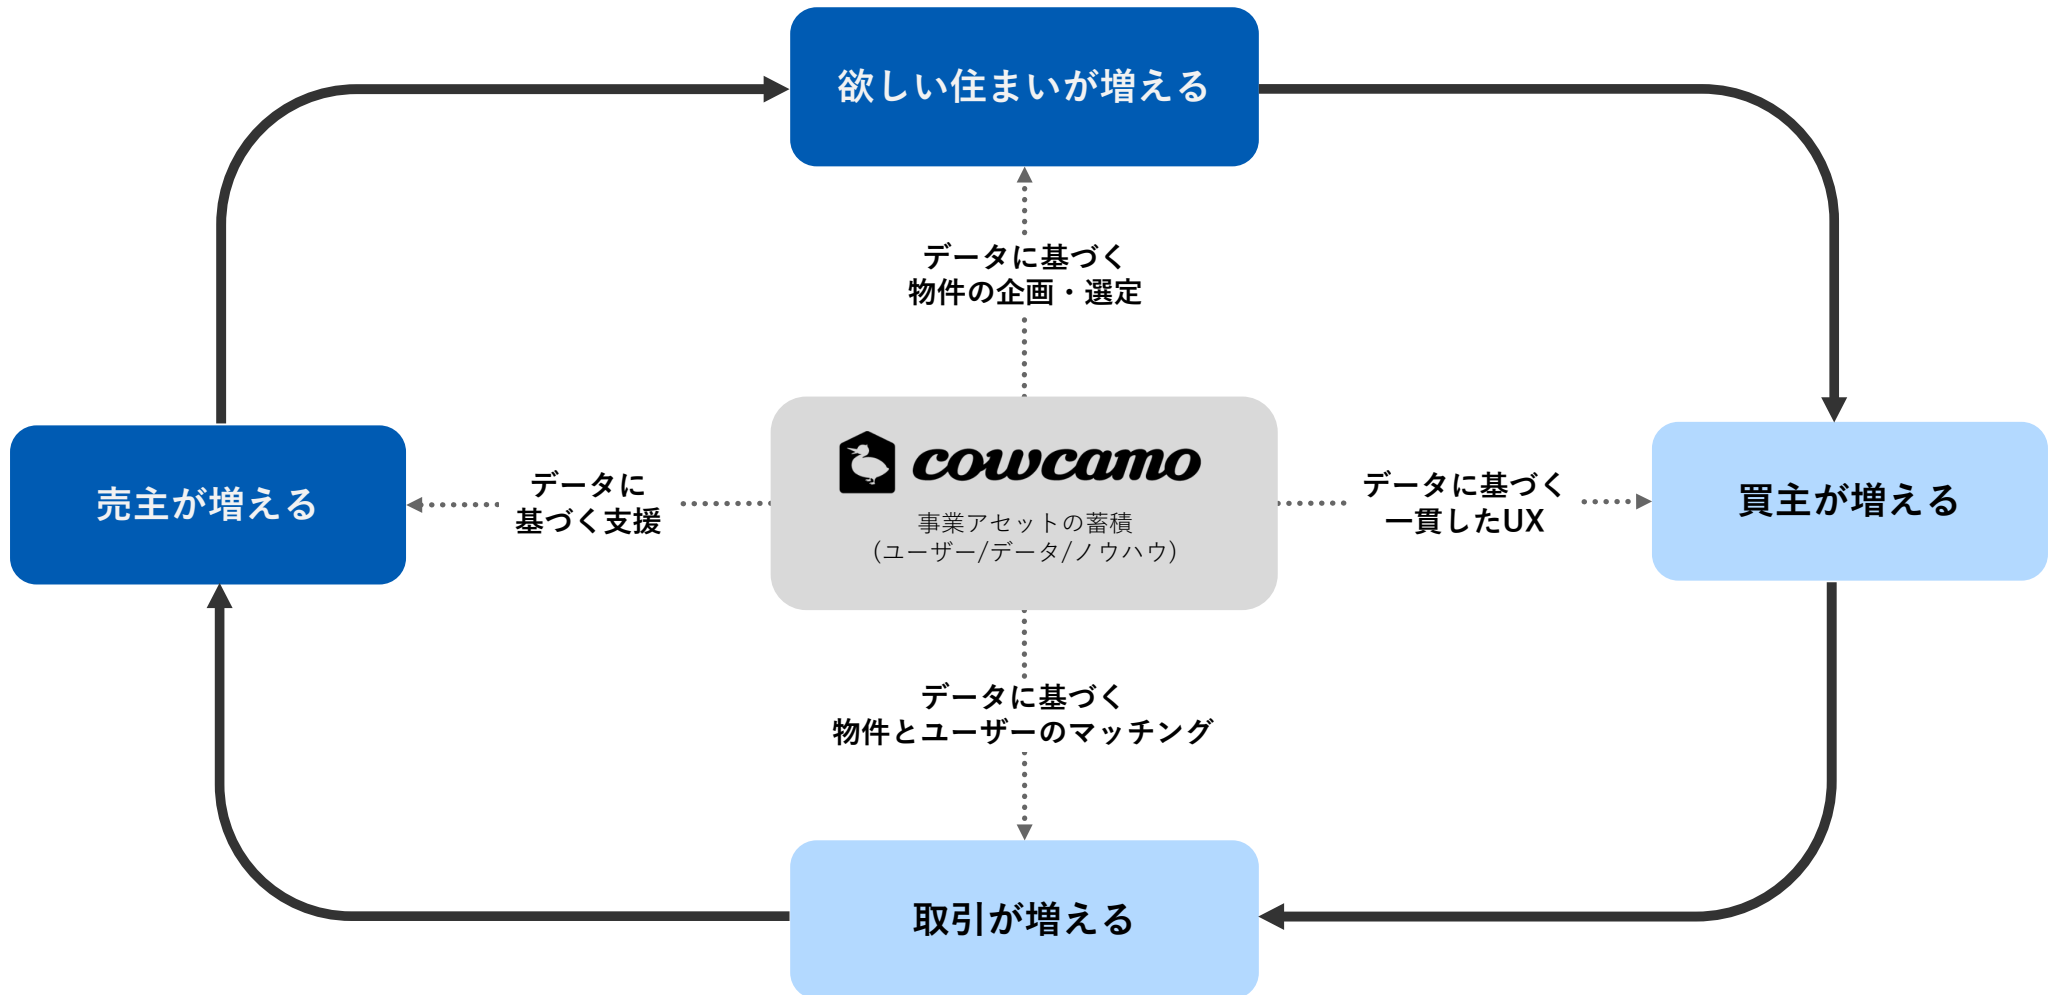 欲しい住まいが増える
データに基づく
物件の企画・選定
売主が増える
データに
基づく支援
cowcamo
事業アセットの蓄積
(ユーザー/データ/ノウハウ)
データに基づく
一貫したUX
買主が増える
データに基づく
物件とユーザーのマッチング
取引が増える